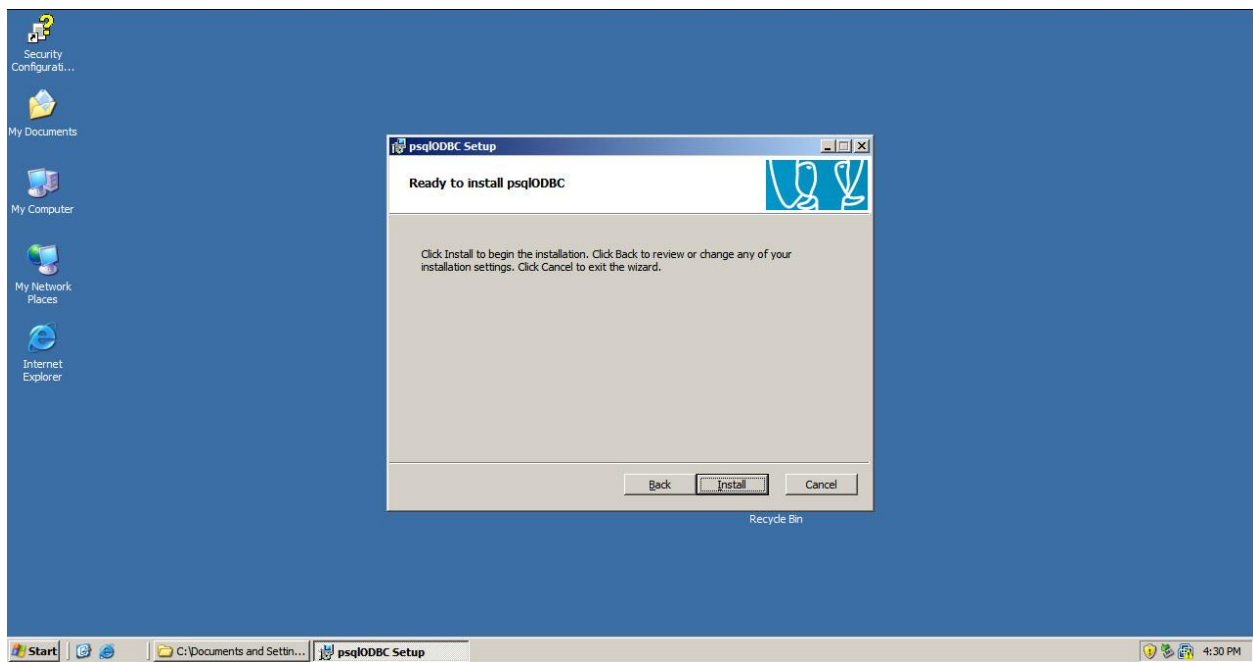 Security
Configurati...
My Documents
My Computer
My Network
Places
Internet
Explorer
psqlODBC Setup
Ready to install psqlODBC
Click Install to begin the installation. Click Back to review or change any of your
installation settings. Click Cancel to exit the wizard.
Back
Install
Cancel
Recycle Bin
Start
C:\Documents and Settin...
psqlODBC Setup
4:30 PM